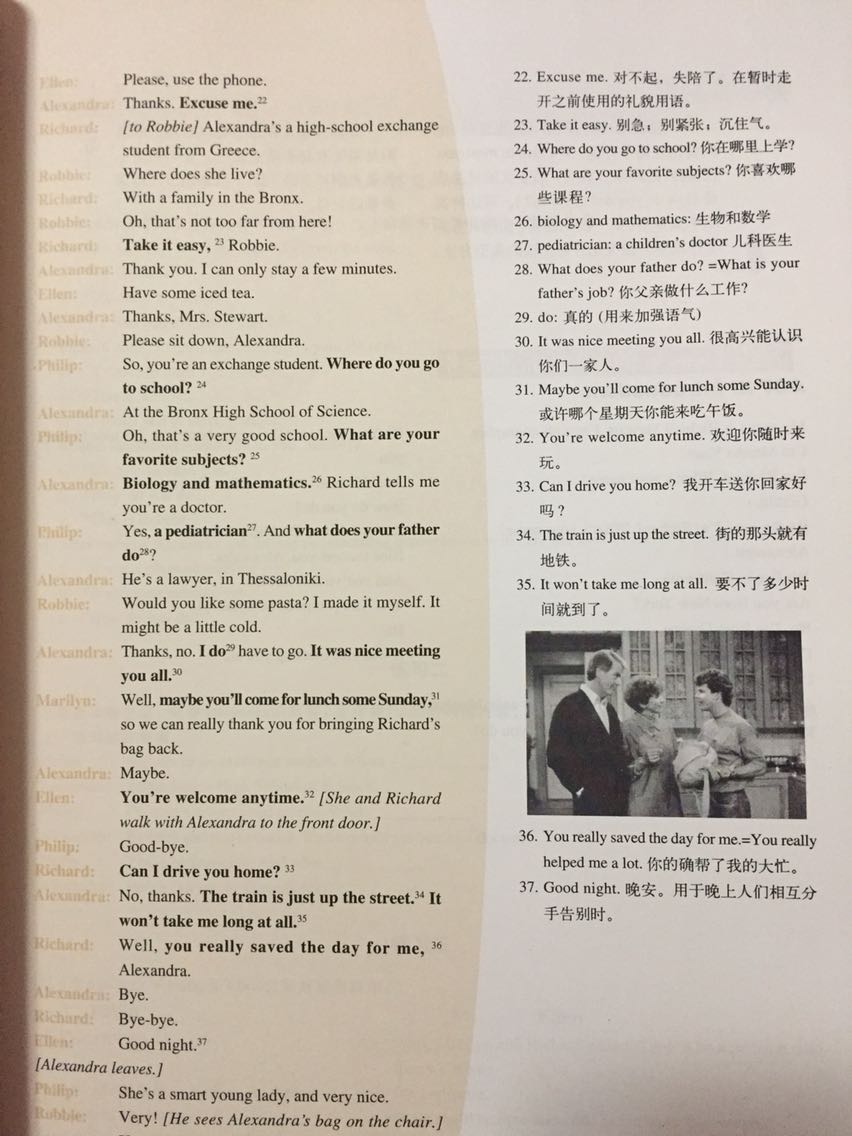 Ellen: Please, use the phone.
Alexandra: Thanks. Excuse me.22
Richard: [to Robbie] Alexandra's a high-school exchange
student from Greece.
Robbie: Where does she live?
Richard: With a family in the Bronx.
Robbie: Oh, that's not too far from here!
Richard: Take it easy, 23 Robbie.
Alexandra: Thank you. I can only stay a few minutes.
Ellen: Have some iced tea.
Alexandra: Thanks, Mrs. Stewart.
Robbie: Please sit down, Alexandra.
Philip: So, you're an exchange student. Where do you go
to school? 24
Alexandra: At the Bronx High School of Science.
Philip: Oh, that's a very good school. What are your
favorite subjects? 25
Alexandra: Biology and mathematics.26 Richard tells me
you're a doctor.
Philip: Yes, a pediatrician27. And what does your father
do28?
Alexandra: He's a lawyer, in Thessaloniki.
Robbie: Would you like some pasta? I made it myself. It
might be a little cold.
Alexandra: Thanks, no. I do29 have to go. It was nice meeting
you all.30
Marilyn: Well, maybe you'll come for lunch some Sunday,31
so we can really thank you for bringing Richard's
bag back.
Alexandra: Maybe.
Ellen: You're welcome anytime.32 [She and Richard
walk with Alexandra to the front door.]
Philip: Good-bye.
Richard: Can I drive you home? 33
Alexandra: No, thanks. The train is just up the street.34 It
won't take me long at all.35
Richard: Well, you really saved the day for me, 36
Alexandra.
Alexandra: Bye.
Richard: Bye-bye.
Ellen: Good night.37
[Alexandra leaves.]
Philip: She's a smart young lady, and very nice.
Robbie: Very! [He sees Alexandra's bag on the chair.]
22. Excuse me. 对不起，失陪了。在暂时走
开之前使用的礼貌用语。
23. Take it easy. 别急；别紧张；沉住气。
24. Where do you go to school? 你在哪里上学?
25. What are your favorite subjects? 你喜欢哪
些课程?
26. biology and mathematics: 生物和数学
27. pediatrician: a children's doctor 儿科医生
28. What does your father do? =What is your
father's job? 你父亲做什么工作?
29. do: 真的 (用来加强语气)
30. It was nice meeting you all. 很高兴能认识
你们一家人。
31. Maybe you'll come for lunch some Sunday.
或许哪个星期天你能来吃午饭。
32. You're welcome anytime. 欢迎你随时来
玩。
33. Can I drive you home? 我开车送你回家好
吗？
34. The train is just up the street. 街的那头就有
地铁。
35. It won't take me long at all. 要不了多少时
间就到了。
36. You really saved the day for me.=You really
helped me a lot. 你的确帮了我的大忙。
37. Good night. 晚安。用于晚上人们相互分
手告别时。